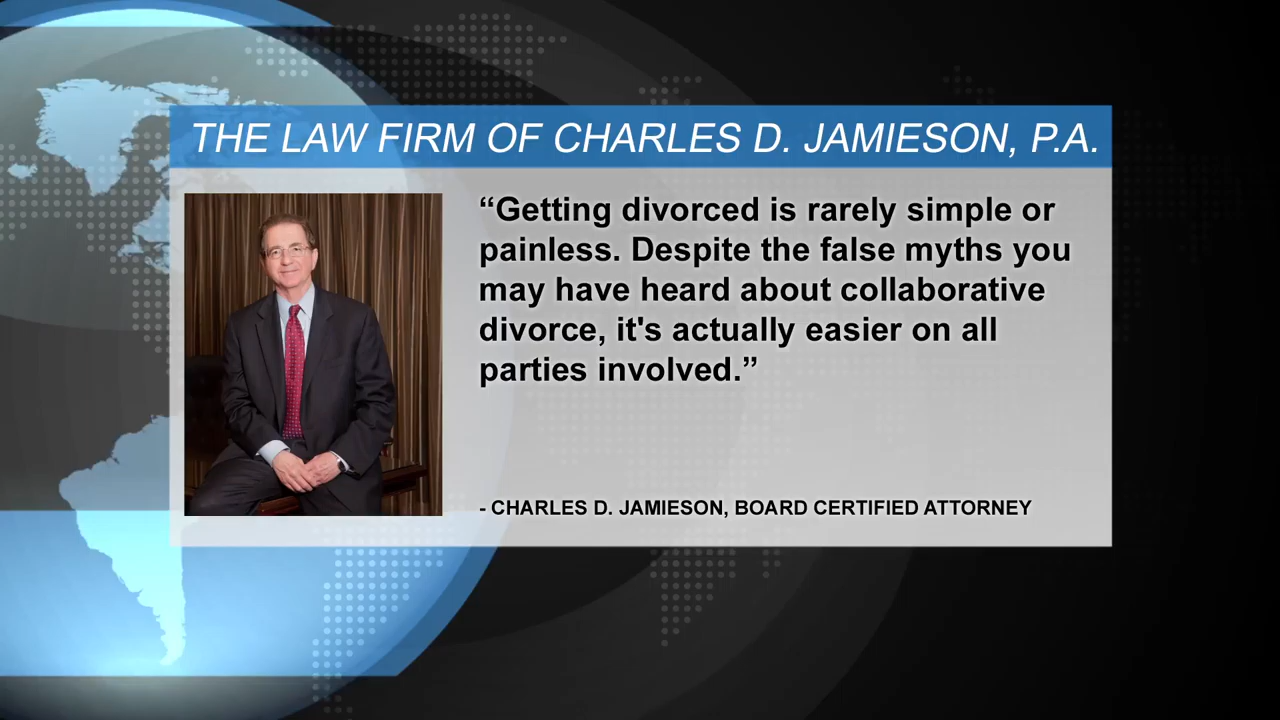 THE LAW FIRM OF CHARLES D. JAMIESON, P.A.
“Getting divorced is rarely simple or
painless. Despite the false myths you
may have heard about collaborative
divorce, it's actually easier on all
parties involved.”
- CHARLES D. JAMIESON, BOARD CERTIFIED ATTORNEY